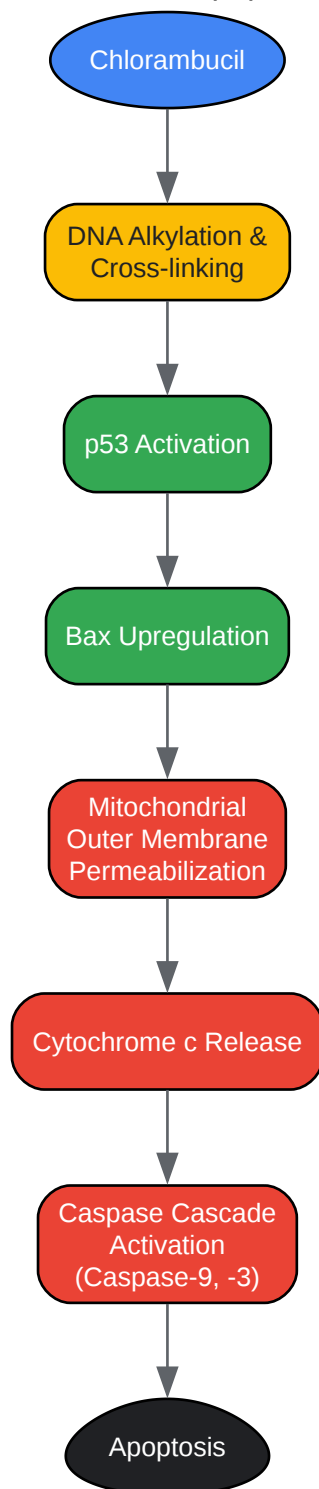 Chlorambucil
DNA Alkylation &
Cross-linking
p53 Activation
Bax Upregulation
Mitochondrial
Outer Membrane
Permeabilization
Cytochrome c Release
Caspase Cascade
Activation
(Caspase-9, -3)
Apoptosis